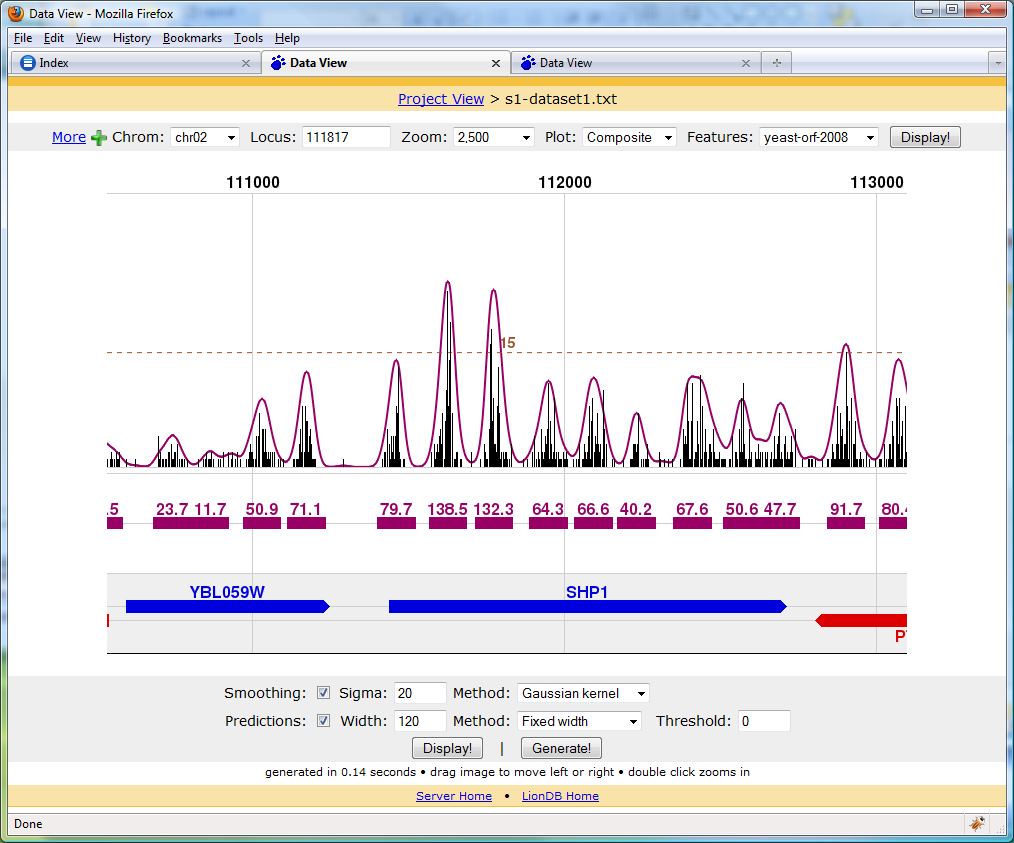 Data View - Mozilla Firefox
File Edit View History Bookmarks Tools Help
Index Data View Data View
Project View > s1-dataset1.txt
More Chrom: chr02 Locus: 111817 Zoom: 2,500 Plot: Composite Features: yeast-orf-2008 Display!
111000 112000 113000
15
.5 23.7 11.7 50.9 71.1 79.7 138.5 132.3 64.3 66.6 40.2 67.6 50.6 47.7 91.7 80.4
YBL059W SHP1
P
Smoothing: Sigma: 20 Method: Gaussian kernel
Predictions: Width: 120 Method: Fixed width Threshold: 0
Display! | Generate!
generated in 0.14 seconds • drag image to move left or right • double click zooms in
Server Home • LionDB Home
Done